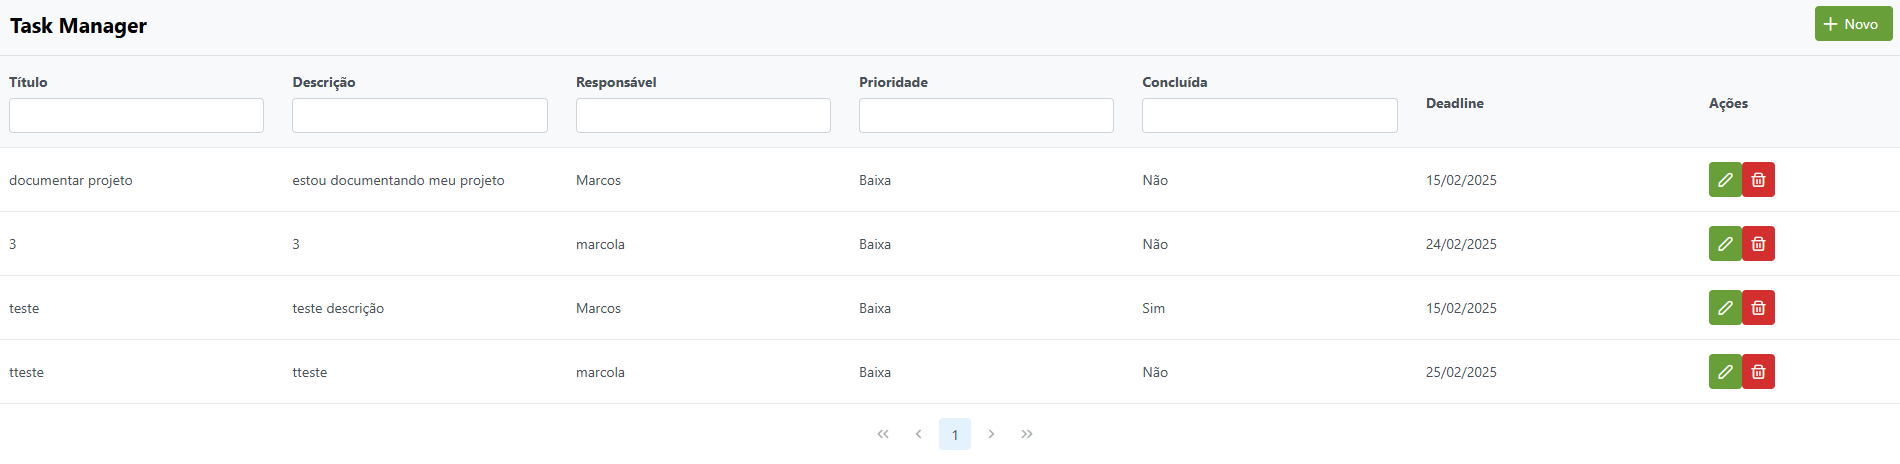 Task Manager
Novo
Título Descrição Responsável Prioridade Concluída Deadline Ações
documentar projeto estou documentando meu projeto Marcos Baixa Não 15/02/2025
3 3 marcola Baixa Não 24/02/2025
teste teste descrição Marcos Baixa Sim 15/02/2025
tteste tteste marcola Baixa Não 25/02/2025
1